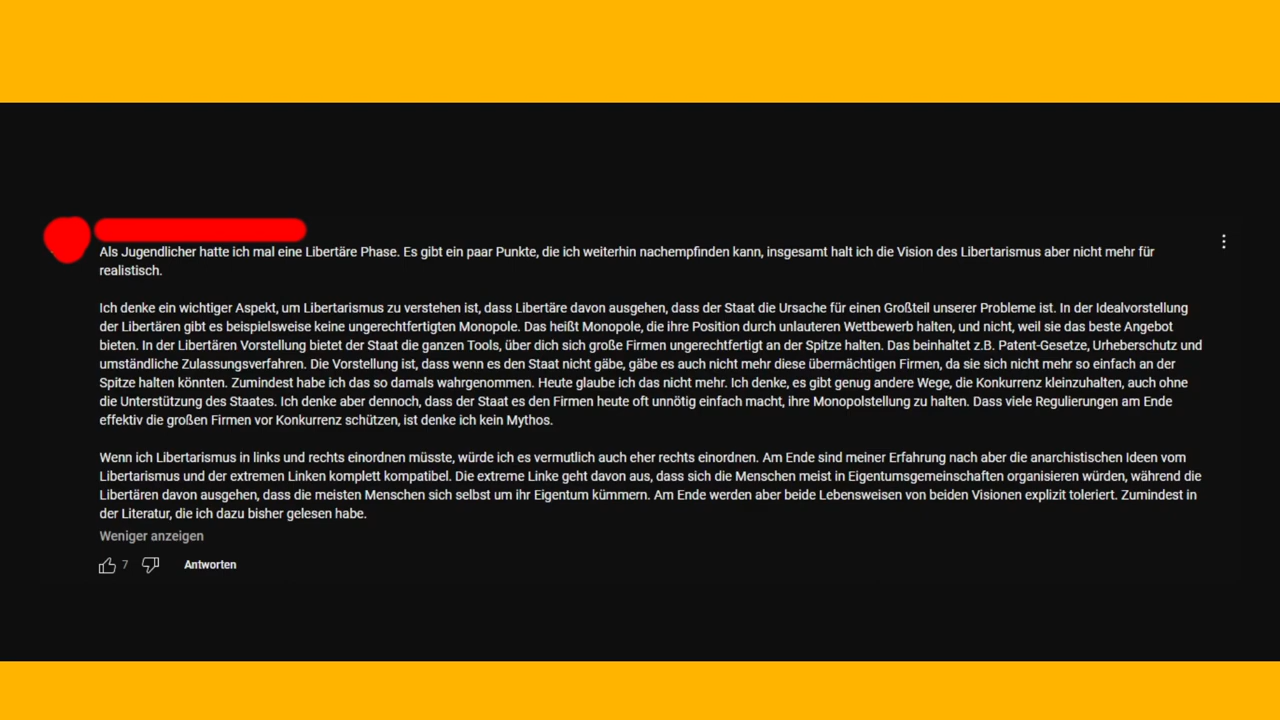 Als Jugendlicher hatte ich mal eine Libertäre Phase. Es gibt ein paar Punkte, die ich weiterhin nachempfinden kann, insgesamt halt ich die Vision des Libertarismus aber nicht mehr für
realistisch.
Ich denke ein wichtiger Aspekt, um Libertarismus zu verstehen ist, dass Libertäre davon ausgehen, dass der Staat die Ursache für einen Großteil unserer Probleme ist. In der Idealvorstellung
der Libertären gibt es beispielsweise keine ungerechtfertigten Monopole. Das heißt Monopole, die ihre Position durch unlauteren Wettbewerb halten, und nicht, weil sie das beste Angebot
bieten. In der Libertären Vorstellung bietet der Staat die ganzen Tools, über dich sich große Firmen ungerechtfertigt an der Spitze halten. Das beinhaltet z.B. Patent-Gesetze, Urheberschutz und
umständliche Zulassungsverfahren. Die Vorstellung ist, dass wenn es den Staat nicht gäbe, gäbe es auch nicht mehr diese übermächtigen Firmen, da sie sich nicht mehr so einfach an der
Spitze halten könnten. Zumindest habe ich das so damals wahrgenommen. Heute glaube ich das nicht mehr. Ich denke, es gibt genug andere Wege, die Konkurrenz kleinzuhalten, auch ohne
die Unterstützung des Staates. Ich denke aber dennoch, dass der Staat es den Firmen heute oft unnötig einfach macht, ihre Monopolstellung zu halten. Dass viele Regulierungen am Ende
effektiv die großen Firmen vor Konkurrenz schützen, ist denke ich kein Mythos.
Wenn ich Libertarismus in links und rechts einordnen müsste, würde ich es vermutlich auch eher rechts einordnen. Am Ende sind meiner Erfahrung nach aber die anarchistischen Ideen vom
Libertarismus und der extremen Linken komplett kompatibel. Die extreme Linke geht davon aus, dass sich die Menschen meist in Eigentumsgemeinschaften organisieren würden, während die
Libertären davon ausgehen, dass die meisten Menschen sich selbst um ihr Eigentum kümmern. Am Ende werden aber beide Lebensweisen von beiden Visionen explizit toleriert. Zumindest in
der Literatur, die ich dazu bisher gelesen habe.
Weniger anzeigen
7 Antworten